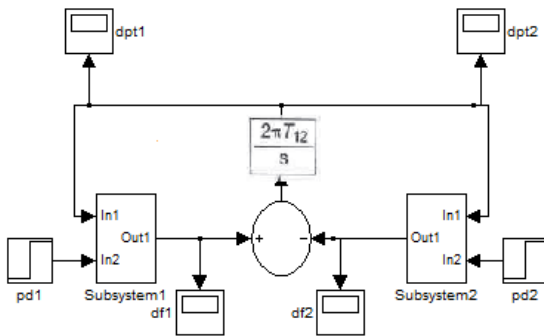 dpt1
dpt2
2πT12
s
In1
Out1
In2
+
−
In1
Out1
In2
pd1
Subsystem1
df1
df2
Subsystem2
pd2